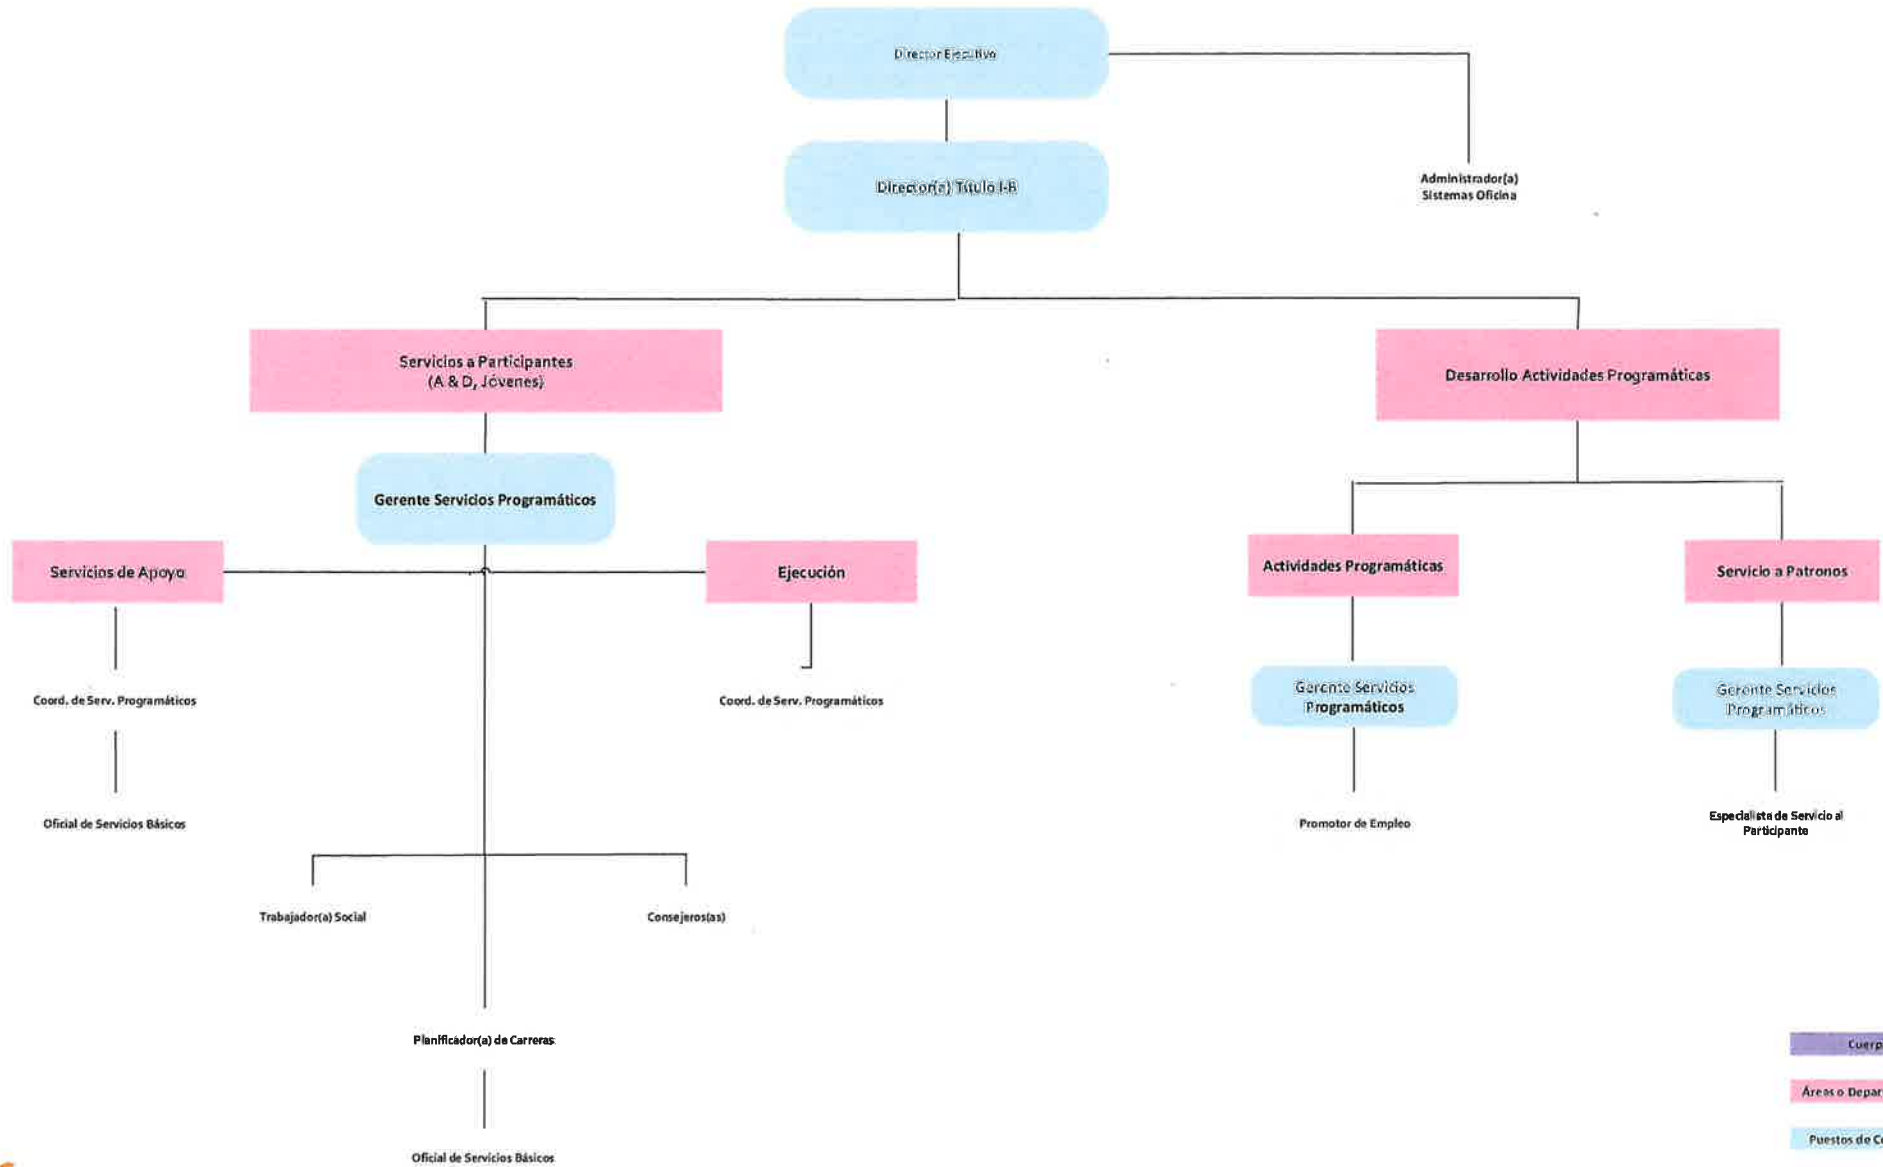 Director Ejecutivo
Director(a) Título I-B
Administrador(a)
Sistemas Oficina
Servicios a Participantes
(A & D, Jóvenes)
Desarrollo Actividades Programáticas
Gerente Servicios Programáticos
Servicios de Apoyo
Ejecución
Actividades Programáticas
Servicio a Patronos
Coord. de Serv. Programáticos
Coord. de Serv. Programáticos
Gerente Servicios
Programáticos
Gerente Servicios
Programáticos
Oficial de Servicios Básicos
Promotor de Empleo
Especialista de Servicio al
Participante
Trabajador(a) Social
Consejeros(as)
Planificador(a) de Carreras
Oficial de Servicios Básicos
Áreas o
Puestos de